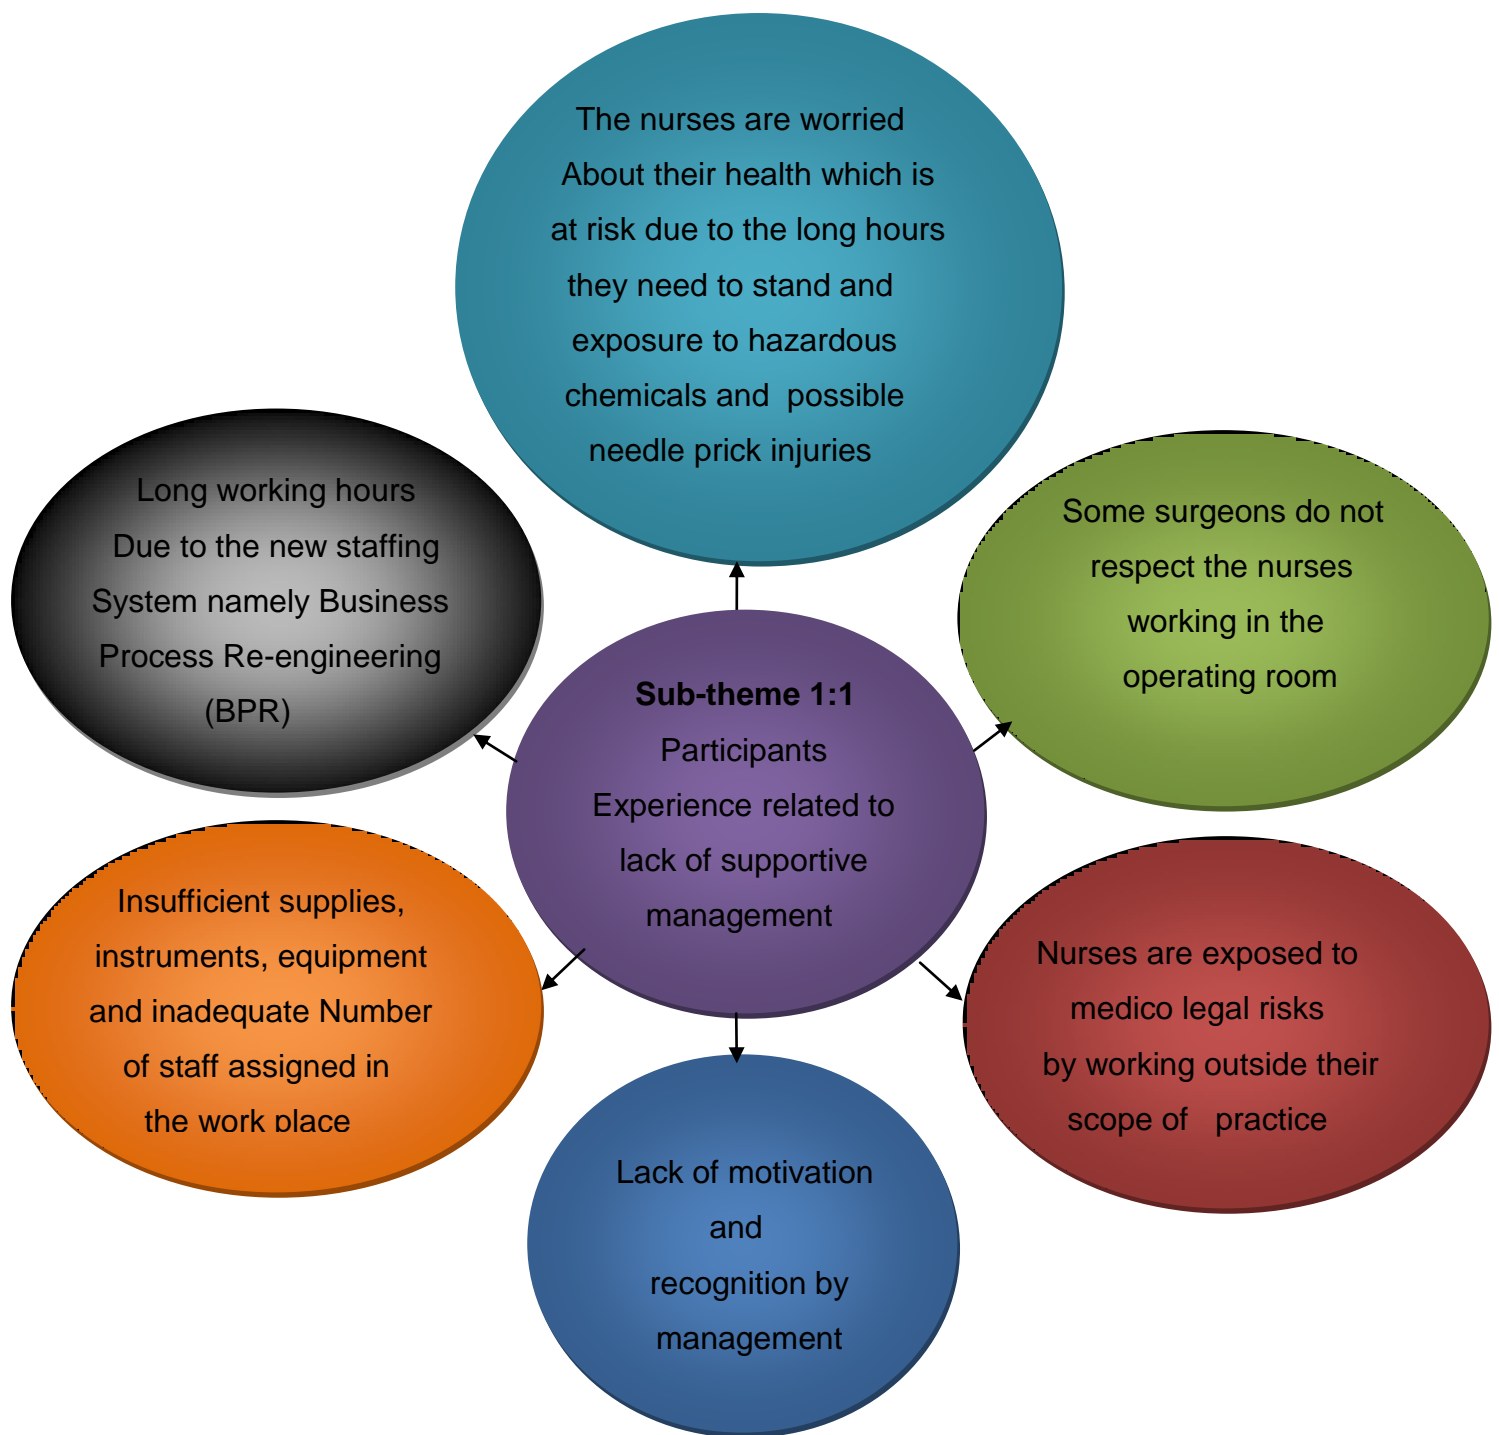 The nurses are worried
About their health which is
at risk due to the long hours
they need to stand and
exposure to hazardous
chemicals and possible
needle prick injuries
Long working hours
Due to the new staffing
System namely Business
Process Re-engineering
(BPR)
Some surgeons do not
respect the nurses
working in the
operating room
Sub-theme 1:1
Participants
Experience related to
lack of supportive
management
Insufficient supplies,
instruments, equipment
and inadequate Number
of staff assigned in
the work place
Nurses are exposed to
medico legal risks
by working outside their
scope of practice
Lack of motivation
and
recognition by
management